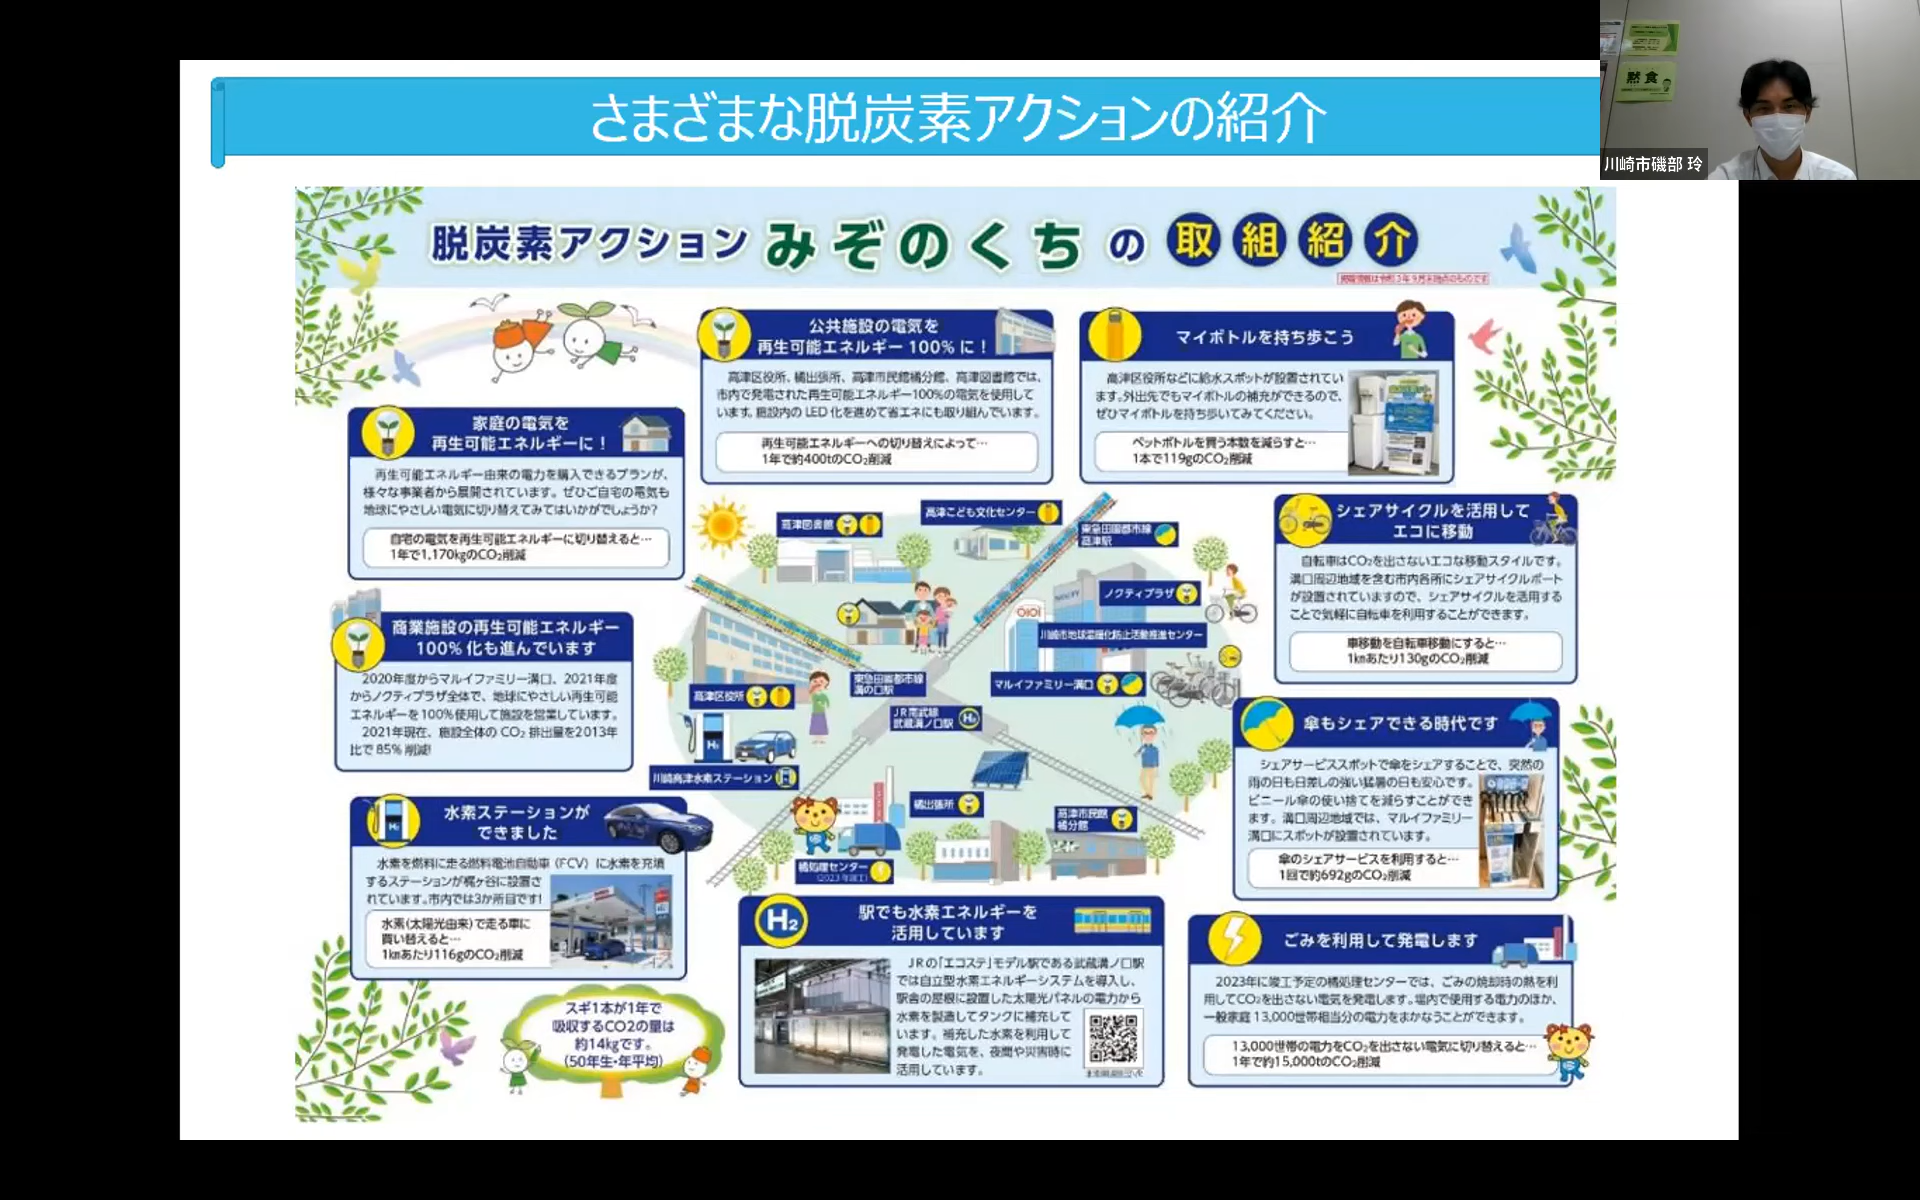 さまざまな脱炭素アクションの紹介
黙食
川崎市磯部 玲
脱炭素アクション みぞのくち の 取組紹介
掲載情報は令和3年9月末時点のものです
公共施設の電気を
再生可能エネルギー 100% に!
高津区役所、橘出張所、高津市民館橘分館、高津図書館では、
市内で発電された再生可能エネルギー100%の電気を使用して
います。施設内の LED 化を進めて省エネにも取り組んでいます。
再生可能エネルギーへの切り替えによって…
1年で約400tのCO₂削減
マイボトルを持ち歩こう
高津区役所などに給水スポットが設置されてい
ます。外出先でもマイボトルの補充ができるので、
ぜひマイボトルを持ち歩いてみてください。
ペットボトルを買う本数を減らすと…
1本で119gのCO₂削減
家庭の電気を
再生可能エネルギーに!
再生可能エネルギー由来の電力を購入できるプランが、
様々な事業者から展開されています。ぜひご自宅の電気も
地球にやさしい電気に切り替えてみてはいかがでしょうか?
自宅の電気を再生可能エネルギーに切り替えると…
1年で1,170kgのCO₂削減
シェアサイクルを活用して
エコに移動
自転車はCO₂を出さないエコな移動スタイルです。
溝口周辺地域を含む市内各所にシェアサイクルポート
が設置されていますので、シェアサイクルを活用する
ことで気軽に自転車を利用することができます。
車移動を自転車移動にすると…
1㎞あたり130gのCO₂削減
商業施設の再生可能エネルギー
100% 化も進んでいます
2020年度からマルイファミリー溝口、2021年度
からノクティプラザ全体で、地球にやさしい再生可能
エネルギーを100%使用して施設を営業しています。
2021年現在、施設全体の CO₂ 排出量を2013年
比で 85% 削減!
高津図書館
高津こども文化センター
東急田園都市線
高津駅
ノクティプラザ
OIOI
NOCTY
川崎市地球温暖化防止活動推進センター
高津区役所
東急田園都市線
溝の口駅
マルイファミリー溝口
JR南武線
武蔵溝ノ口駅
H₂
H₂
川崎高津水素ステーション
橘出張所
高津市民館
橘分館
橘処理センター
(2023年竣工)
傘もシェアできる時代です
シェアサービススポットで傘をシェアすることで、突然の
雨の日も日差しの強い猛暑の日も安心です。
ビニール傘の使い捨てを減らすことができ
ます。溝口周辺地域では、マルイファミリー
溝口にスポットが設置されています。
傘のシェアサービスを利用すると…
1回で約692gのCO₂削減
H₂
水素ステーションが
できました
水素を燃料に走る燃料電池自動車(FCV)に水素を充填
するステーションが梶ヶ谷に設置さ
れています。市内では3か所目です!
水素(太陽光由来)で走る車に
買い替えると…
1㎞あたり116gのCO₂削減
H₂
駅でも水素エネルギーを
活用しています
JRの「エコステ」モデル駅である武蔵溝ノ口駅
では自立型水素エネルギーシステムを導入し、
駅舎の屋根に設置した太陽光パネルの電力から
水素を製造してタンクに補充して
います。補充した水素を利用して
発電した電気を、夜間や災害時に
活用しています。
ごみを利用して発電します
2023年に竣工予定の橘処理センターでは、ごみの焼却時の熱を利
用してCO₂を出さない電気を発電します。場内で使用する電力のほか、
一般家庭 13,000世帯相当分の電力をまかなうことができます。
13,000世帯の電力をCO₂を出さない電気に切り替えると…
1年で約15,000tのCO₂削減
スギ1本が1年で
吸収するCO2の量は
約14kgです。
(50年生・年平均)